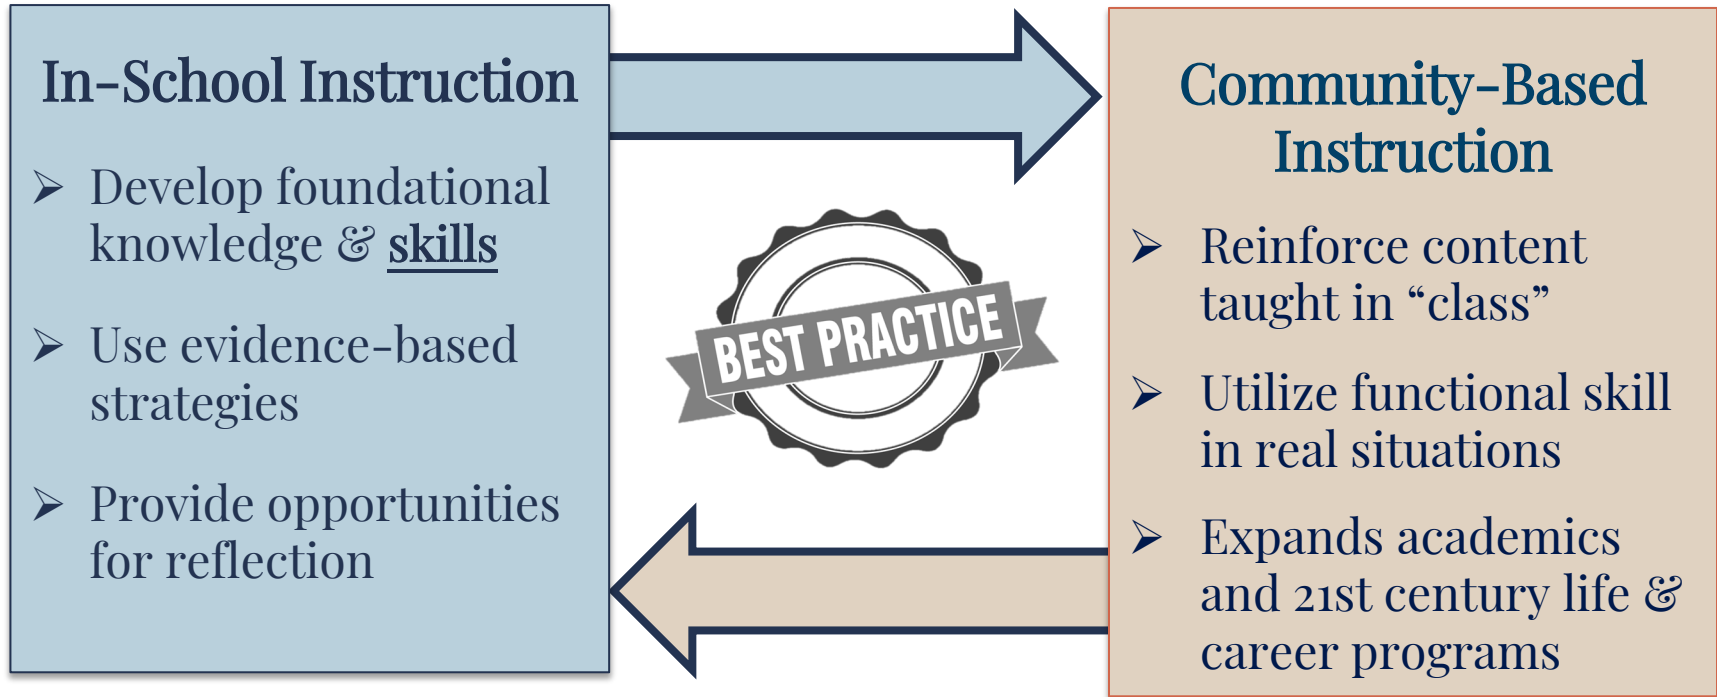 In-School Instruction
➢ Develop foundational
knowledge & skills
➢ Use evidence-based
strategies
➢ Provide opportunities
for reflection
BEST PRACTICE
Community-Based
Instruction
➢ Reinforce content
taught in “class”
➢ Utilize functional skill
in real situations
➢ Expands academics
and 21st century life &
career programs